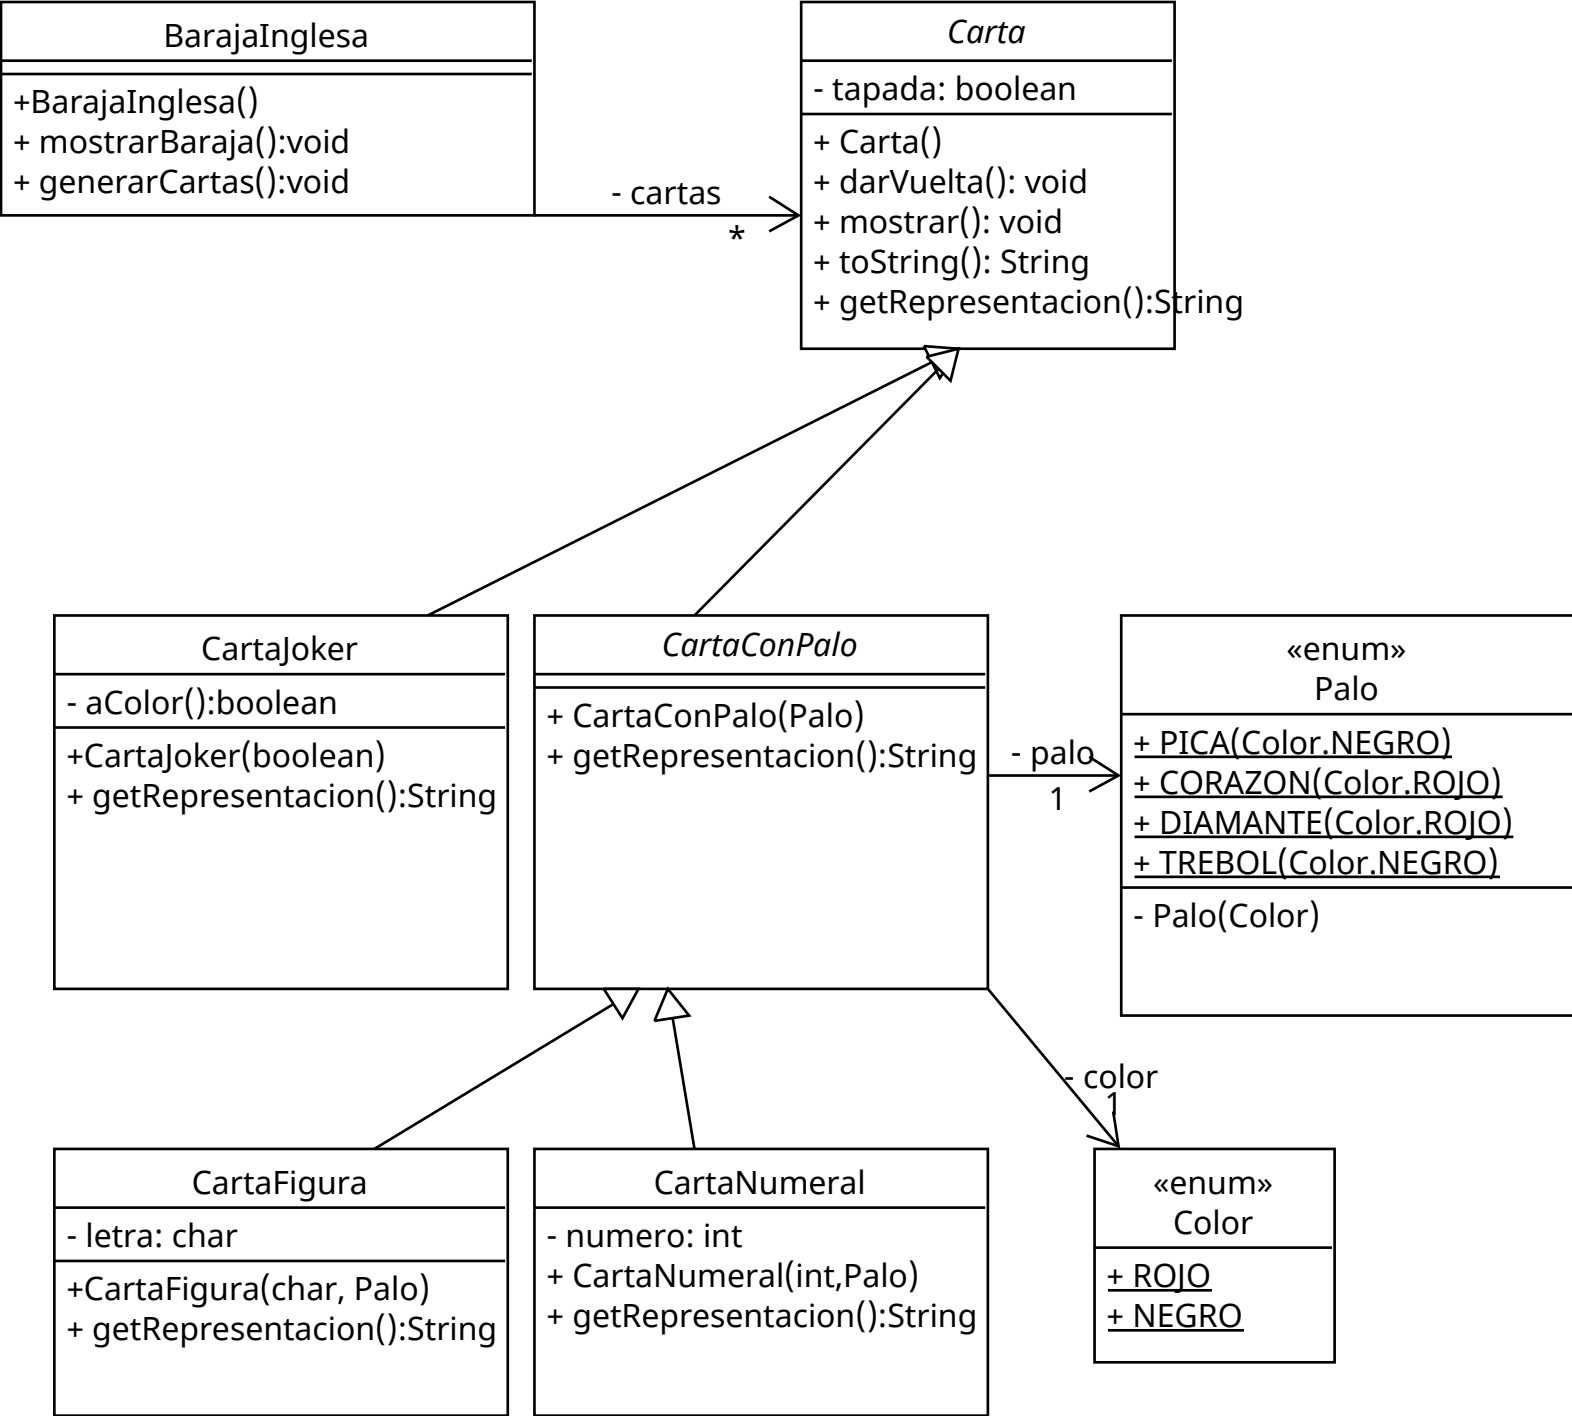 BarajaInglesa
+BarajaInglesa()
+ mostrarBaraja():void
+ generarCartas():void
- cartas
*
Carta
- tapada: boolean
+ Carta()
+ darVuelta(): void
+ mostrar(): void
+ toString(): String
+ getRepresentacion():String
CartaJoker
- aColor():boolean
+CartaJoker(boolean)
+ getRepresentacion():String
CartaConPalo
+ CartaConPalo(Palo)
+ getRepresentacion():String
- palo
1
«enum»
Palo
+ PICA(Color.NEGRO)
+ CORAZON(Color.ROJO)
+ DIAMANTE(Color.ROJO)
+ TREBOL(Color.NEGRO)
- Palo(Color)
- color
1
CartaFigura
- letra: char
+CartaFigura(char, Palo)
+ getRepresentacion():String
CartaNumeral
- numero: int
+ CartaNumeral(int,Palo)
+ getRepresentacion():String
«enum»
Color
+ ROJO
+ NEGRO